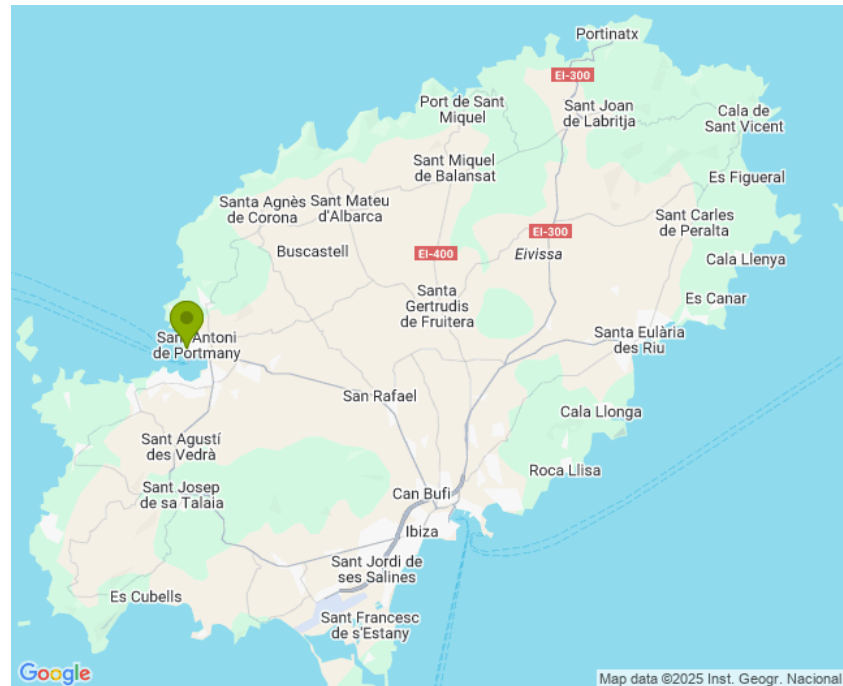 Portinatx
EI-300
Port de Sant
Miquel
Sant Joan
de Labritja
Cala de
Sant Vicent
Sant Miquel
de Balansat
Es Figueral
Santa Agnès
de Corona
Sant Mateu
d'Albarca
Sant Carles
de Peralta
EI-300
Buscastell
EI-400
Eivissa
Cala Llenya
Santa
Gertrudis
de Fruitera
Es Canar
Sant Antoni
de Portmany
Santa Eulària
des Riu
San Rafael
Cala Llonga
Sant Agustí
des Vedrà
Roca Llisa
Sant Josep
de sa Talaia
Can Bufi
Ibiza
Sant Jordi de
ses Salines
Es Cubells
Sant Francesc
de s'Estany
Google
Map data ©2025 Inst. Geogr. Nacional